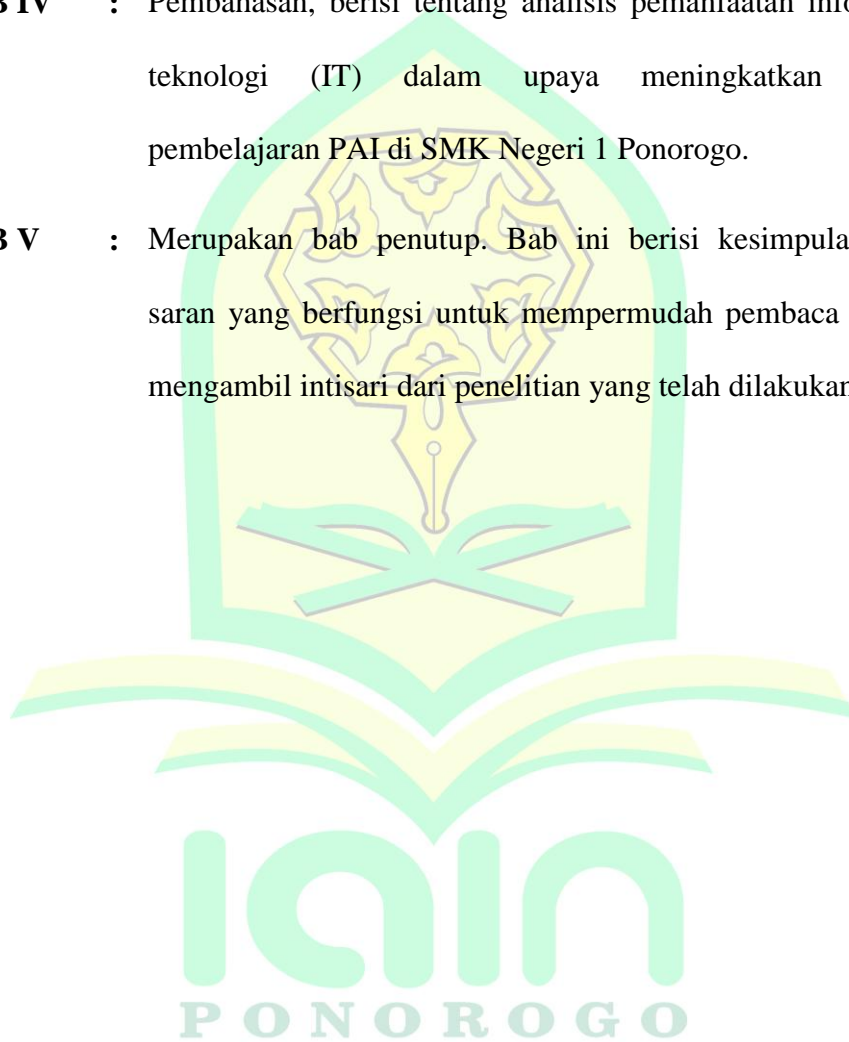 B IV : Pembahasan, berisi tentang analisis pemanfaatan info
teknologi (IT) dalam upaya meningkatkan
pembelajaran PAI di SMK Negeri 1 Ponorogo.
B V : Merupakan bab penutup. Bab ini berisi kesimpula
saran yang berfungsi untuk mempermudah pembaca
mengambil intisari dari penelitian yang telah dilakukan
iain
PONOROGO